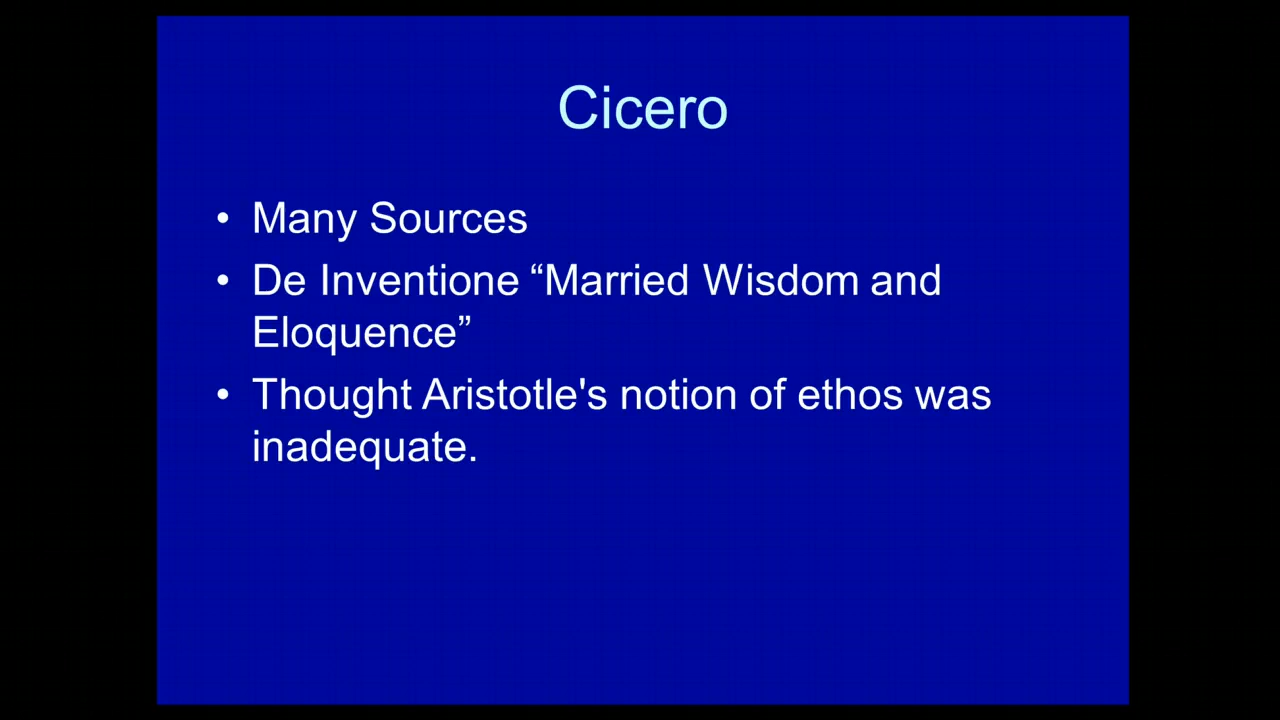 Cicero
• Many Sources
• De Inventione “Married Wisdom and
Eloquence”
• Thought Aristotle's notion of ethos was
inadequate.